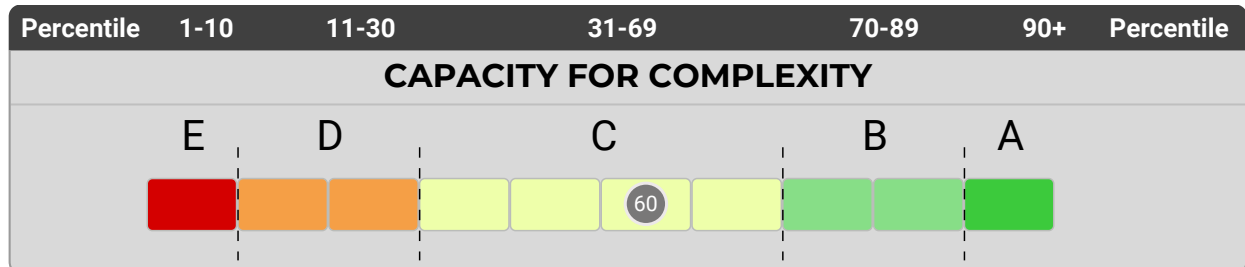 Percentile 1-10 11-30 31-69 70-89 90+ Percentile
CAPACITY FOR COMPLEXITY
E D C B A
60